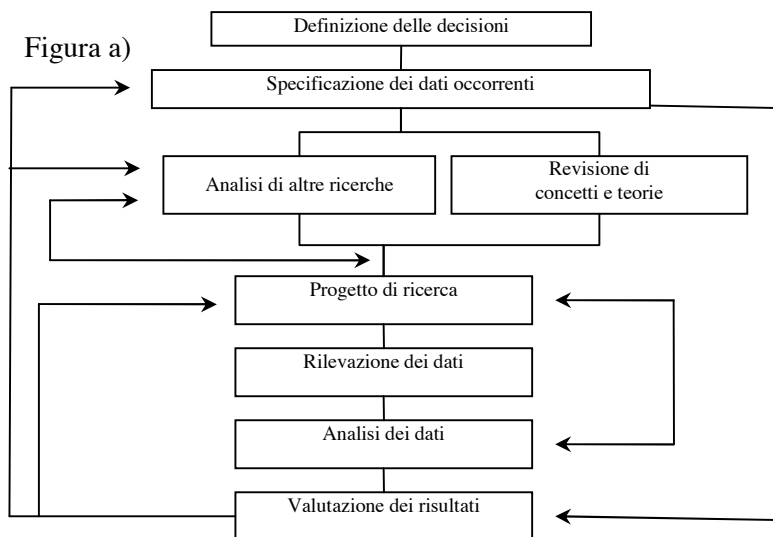 Definizione delle decisioni
Figura a)
Specificazione dei dati occorrenti
Analisi di altre ricerche
Revisione di
concetti e teorie
Progetto di ricerca
Rilevazione dei dati
Analisi dei dati
Valutazione dei risultati